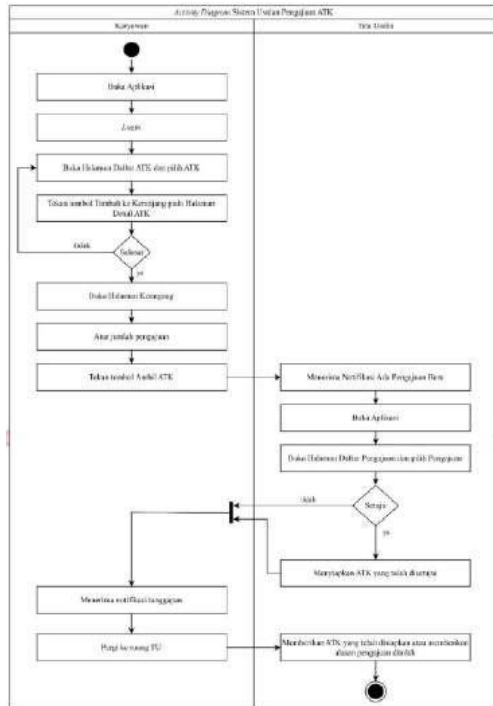 Activity Diagram Sistem Usulan Pengajuan ATK
Karyawan
Tata Usaha
Buka Aplikasi
Login
Buka Halaman Daftar ATK dan pilih ATK
Tekan tombol Tambah ke Keranjang pada Halaman
Detail ATK
tidak
Selesai
ya
Buka Halaman Keranjang
Atur jumlah pengajuan
Tekan tombol Ambil ATK
Menerima Notifikasi Ada Pengajuan Baru
Buka Aplikasi
Buka Halaman Daftar Pengajuan dan pilih Pengajuan
tidak
Setuju
ya
Menyiapkan ATK yang telah disetujui
Menerima notifikasi tanggapan
Pergi ke ruang TU
Memberikan ATK yang telah disiapkan atau memberikan
alasan pengajuan ditolak